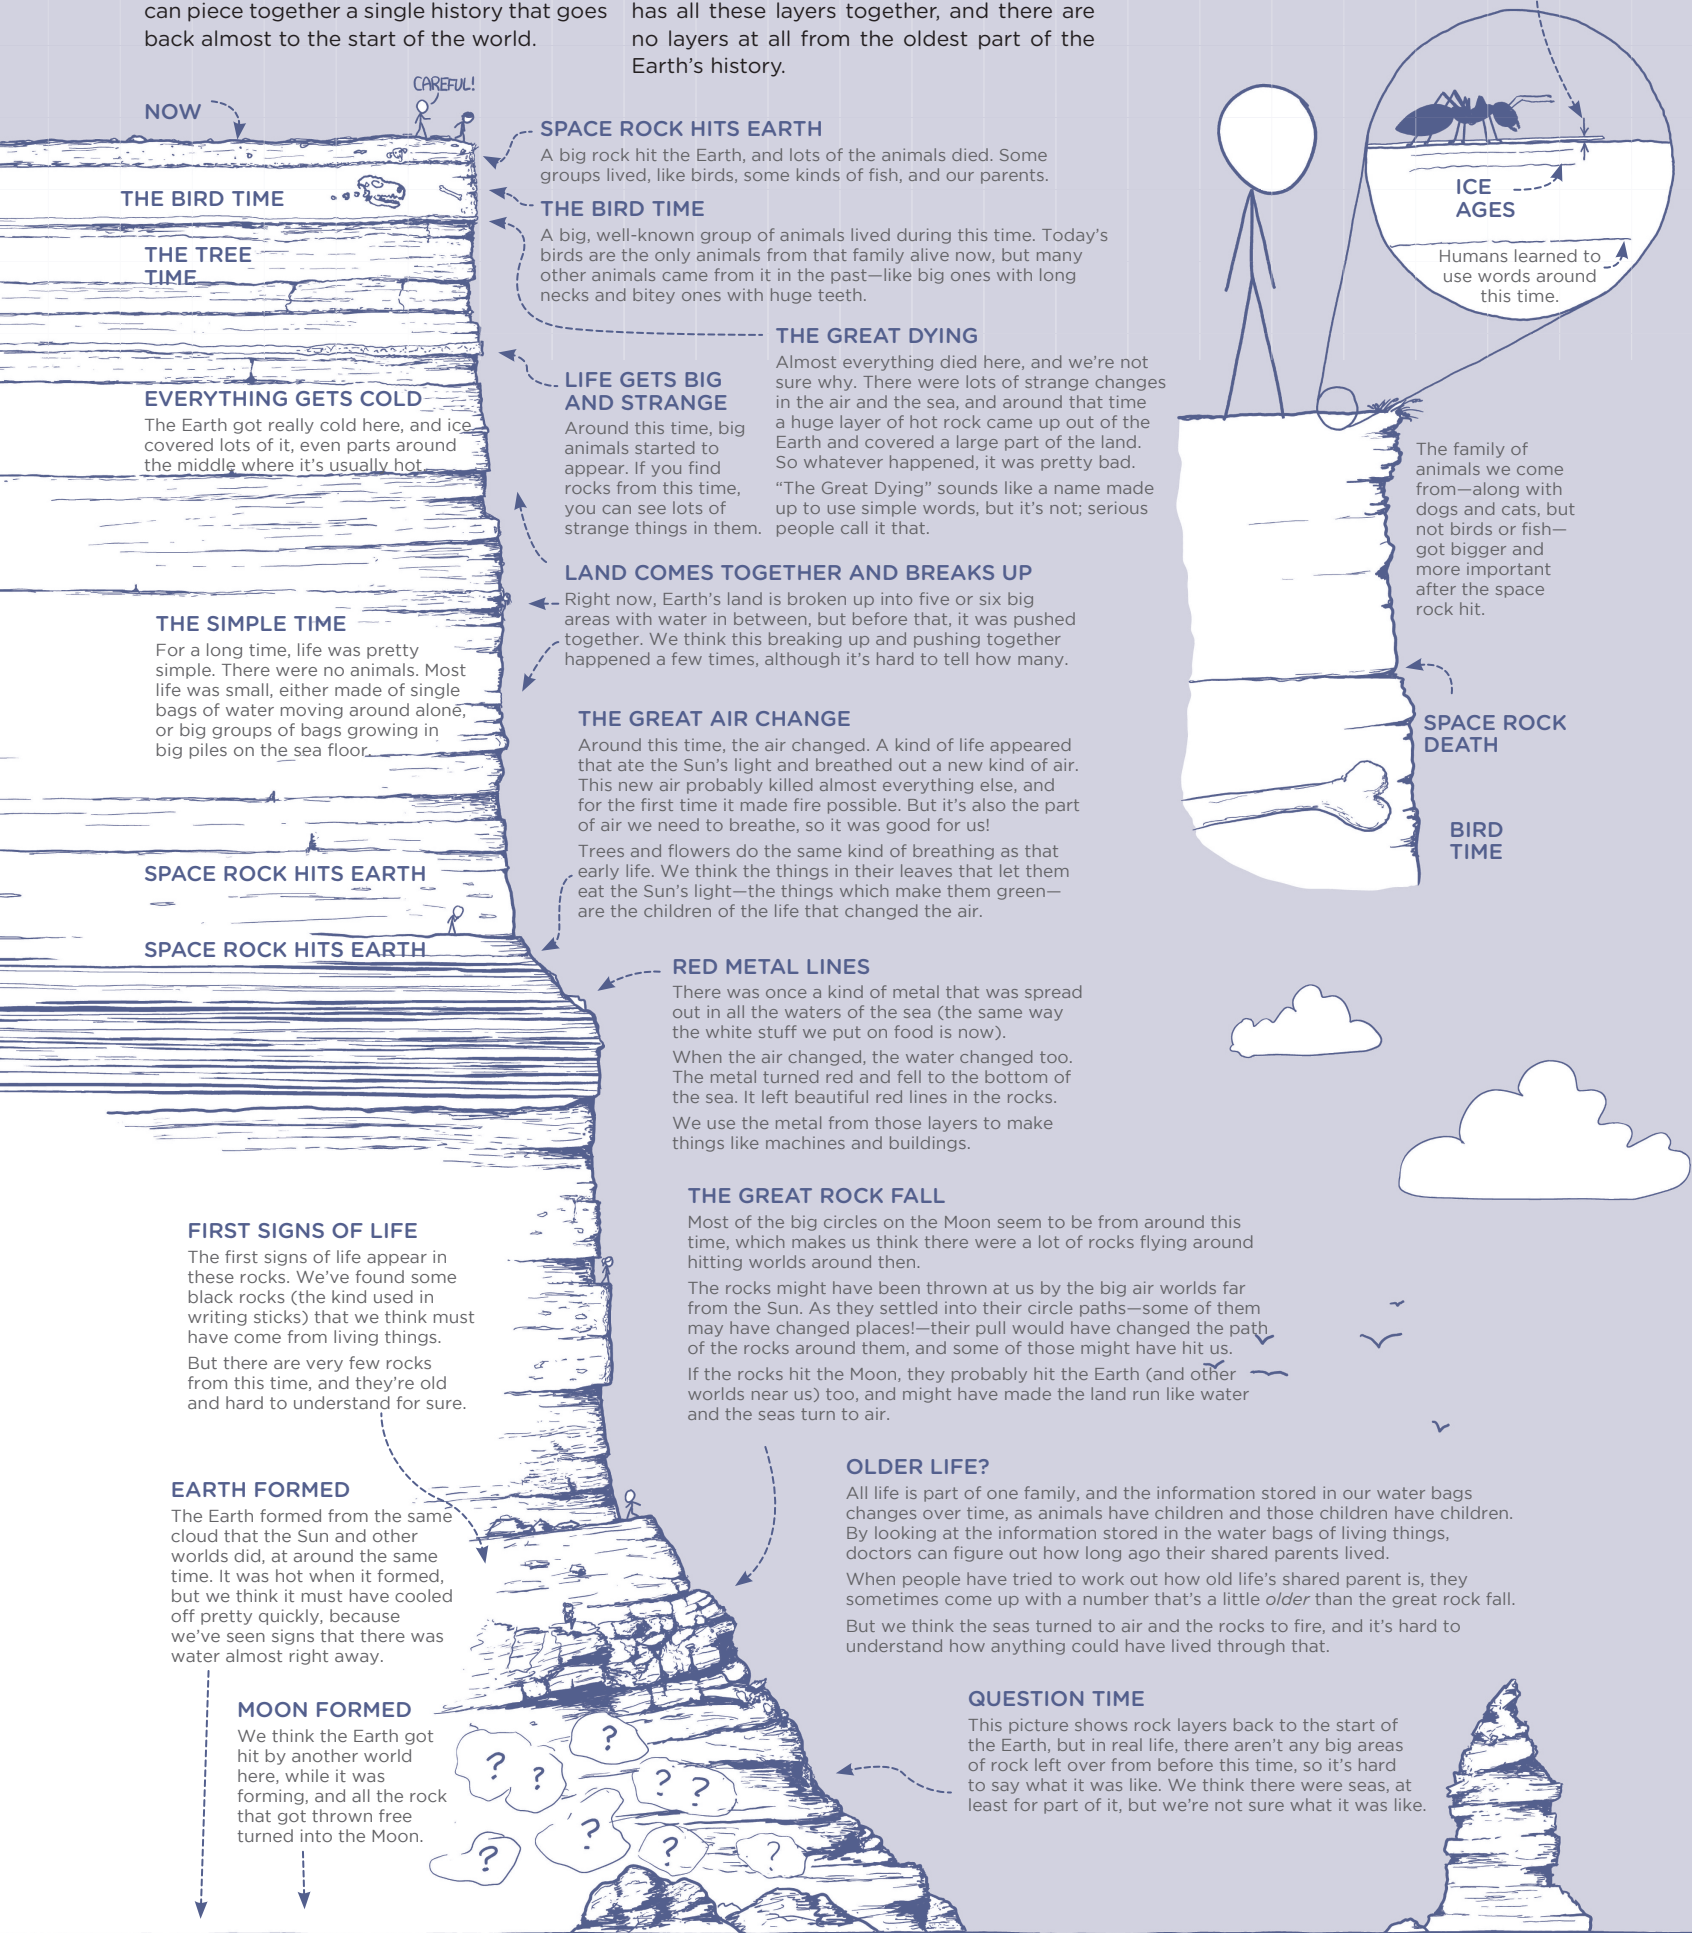 can piece together a single history that goes
back almost to the start of the world.
has all these layers together, and there are
no layers at all from the oldest part of the
Earth’s history.
CAREFUL!
NOW
SPACE ROCK HITS EARTH
A big rock hit the Earth, and lots of the animals died. Some
groups lived, like birds, some kinds of fish, and our parents.
THE BIRD TIME
THE BIRD TIME
A big, well-known group of animals lived during this time. Today’s
birds are the only animals from that family alive now, but many
other animals came from it in the past—like big ones with long
necks and bitey ones with huge teeth.
THE TREE
TIME
THE GREAT DYING
Almost everything died here, and we’re not
sure why. There were lots of strange changes
in the air and the sea, and around that time
a huge layer of hot rock came up out of the
Earth and covered a large part of the land.
So whatever happened, it was pretty bad.
“The Great Dying” sounds like a name made
up to use simple words, but it’s not; serious
people call it that.
LIFE GETS BIG
AND STRANGE
Around this time, big
animals started to
appear. If you find
rocks from this time,
you can see lots of
strange things in them.
EVERYTHING GETS COLD
The Earth got really cold here, and ice
covered lots of it, even parts around
the middle where it’s usually hot.
LAND COMES TOGETHER AND BREAKS UP
Right now, Earth’s land is broken up into five or six big
areas with water in between, but before that, it was pushed
together. We think this breaking up and pushing together
happened a few times, although it’s hard to tell how many.
THE SIMPLE TIME
For a long time, life was pretty
simple. There were no animals. Most
life was small, either made of single
bags of water moving around alone,
or big groups of bags growing in
big piles on the sea floor.
THE GREAT AIR CHANGE
Around this time, the air changed. A kind of life appeared
that ate the Sun’s light and breathed out a new kind of air.
This new air probably killed almost everything else, and
for the first time it made fire possible. But it’s also the part
of air we need to breathe, so it was good for us!
Trees and flowers do the same kind of breathing as that
early life. We think the things in their leaves that let them
eat the Sun’s light—the things which make them green—
are the children of the life that changed the air.
SPACE ROCK HITS EARTH
SPACE ROCK HITS EARTH
RED METAL LINES
There was once a kind of metal that was spread
out in all the waters of the sea (the same way
the white stuff we put on food is now).
When the air changed, the water changed too.
The metal turned red and fell to the bottom of
the sea. It left beautiful red lines in the rocks.
We use the metal from those layers to make
things like machines and buildings.
THE GREAT ROCK FALL
Most of the big circles on the Moon seem to be from around this
time, which makes us think there were a lot of rocks flying around
hitting worlds around then.
The rocks might have been thrown at us by the big air worlds far
from the Sun. As they settled into their circle paths—some of them
may have changed places!—their pull would have changed the path
of the rocks around them, and some of those might have hit us.
If the rocks hit the Moon, they probably hit the Earth (and other
worlds near us) too, and might have made the land run like water
and the seas turn to air.
FIRST SIGNS OF LIFE
The first signs of life appear in
these rocks. We’ve found some
black rocks (the kind used in
writing sticks) that we think must
have come from living things.
But there are very few rocks
from this time, and they’re old
and hard to understand for sure.
OLDER LIFE?
All life is part of one family, and the information stored in our water bags
changes over time, as animals have children and those children have children.
By looking at the information stored in the water bags of living things,
doctors can figure out how long ago their shared parents lived.
When people have tried to work out how old life’s shared parent is, they
sometimes come up with a number that’s a little older than the great rock fall.
But we think the seas turned to air and the rocks to fire, and it’s hard to
understand how anything could have lived through that.
EARTH FORMED
The Earth formed from the same
cloud that the Sun and other
worlds did, at around the same
time. It was hot when it formed,
but we think it must have cooled
off pretty quickly, because
we’ve seen signs that there was
water almost right away.
MOON FORMED
We think the Earth got
hit by another world
here, while it was
forming, and all the rock
that got thrown free
turned into the Moon.
QUESTION TIME
This picture shows rock layers back to the start of
the Earth, but in real life, there aren’t any big areas
of rock left over from before this time, so it’s hard
to say what it was like. We think there were seas, at
least for part of it, but we’re not sure what it was like.
?
? ?
? ?
?
? ? ?
ICE
AGES
Humans learned to
use words around
this time.
The family of
animals we come
from—along with
dogs and cats, but
not birds or fish—
got bigger and
more important
after the space
rock hit.
SPACE ROCK
DEATH
BIRD
TIME